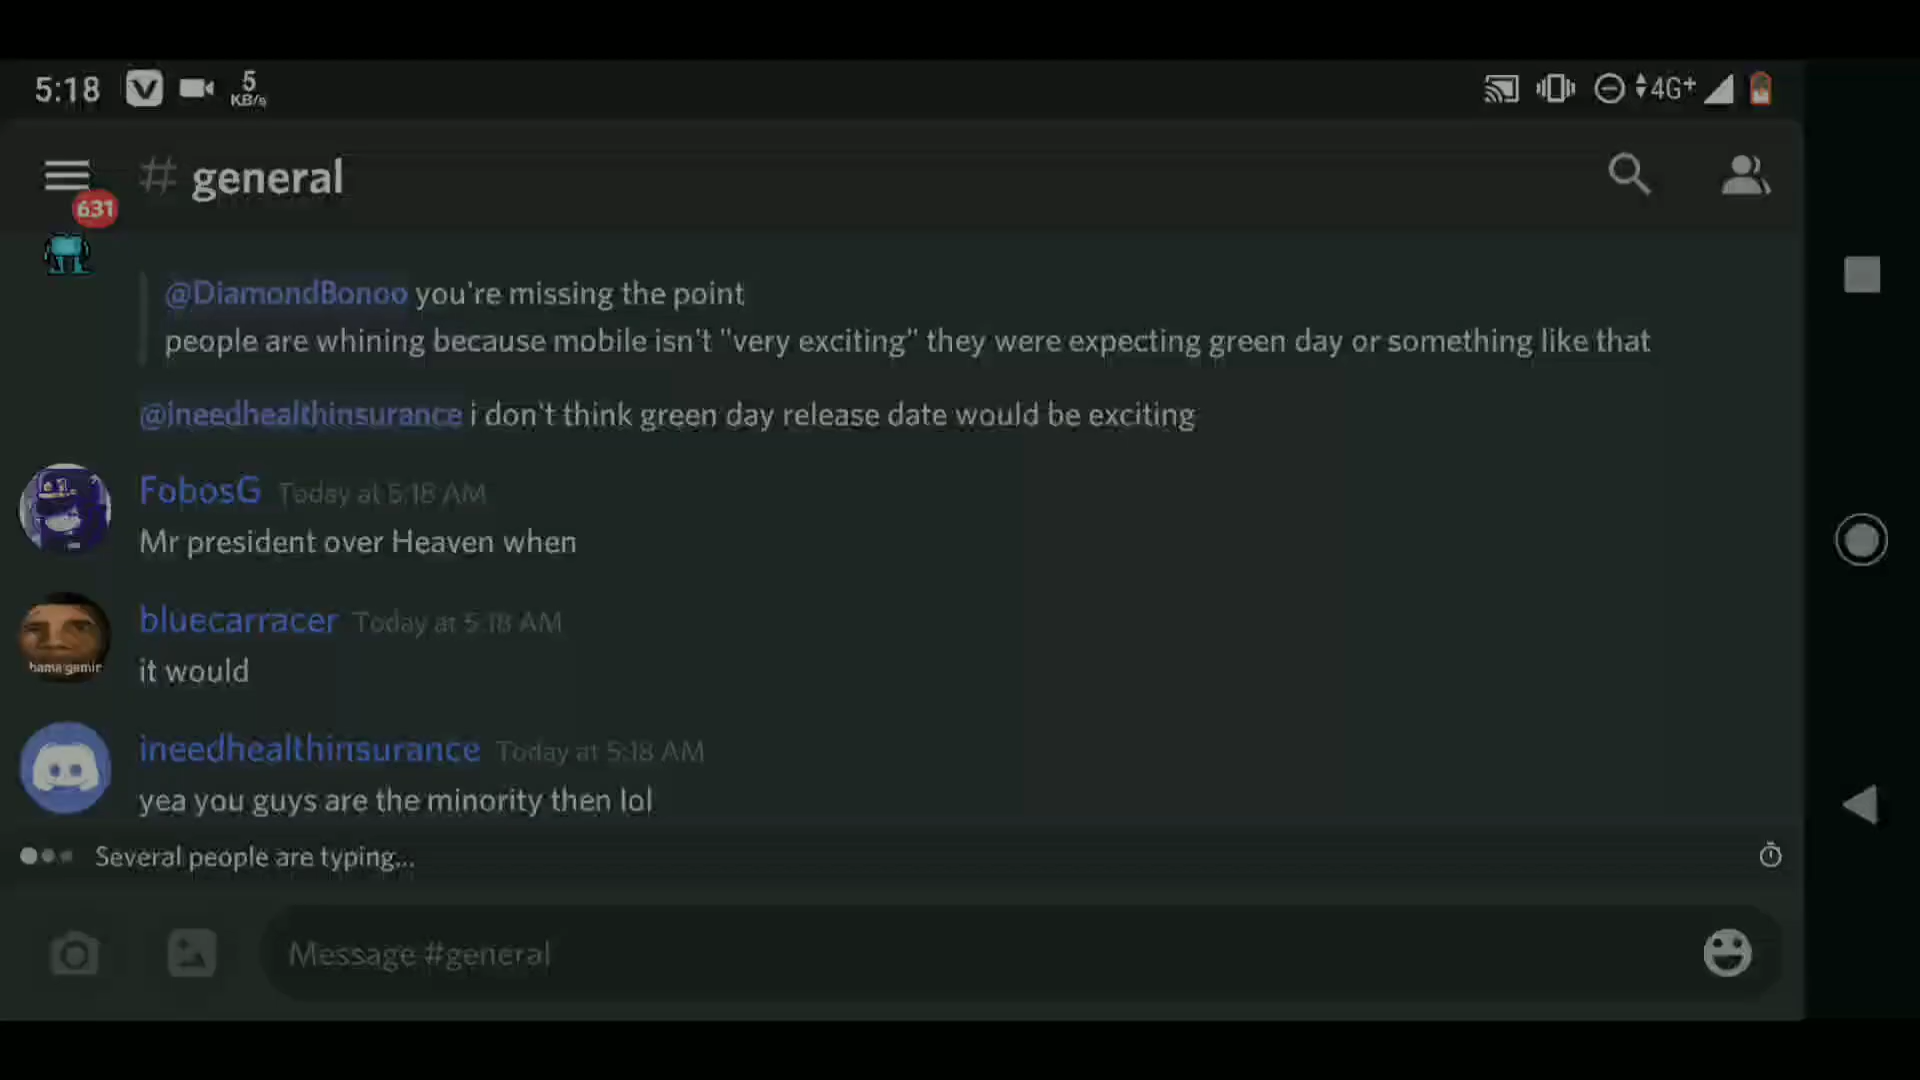 5:18
5
KB/s
4G+
# general
631
@DiamondBonoo you're missing the point
people are whining because mobile isn't "very exciting" they were expecting green day or something like that
@ineedhealthinsurance i don't think green day release date would be exciting
FobosG Today at 5:18 AM
Mr president over Heaven when
bluecarracer Today at 5:18 AM
it would
ineedhealthinsurance Today at 5:18 AM
yea you guys are the minority then lol
Several people are typing...
Message #general